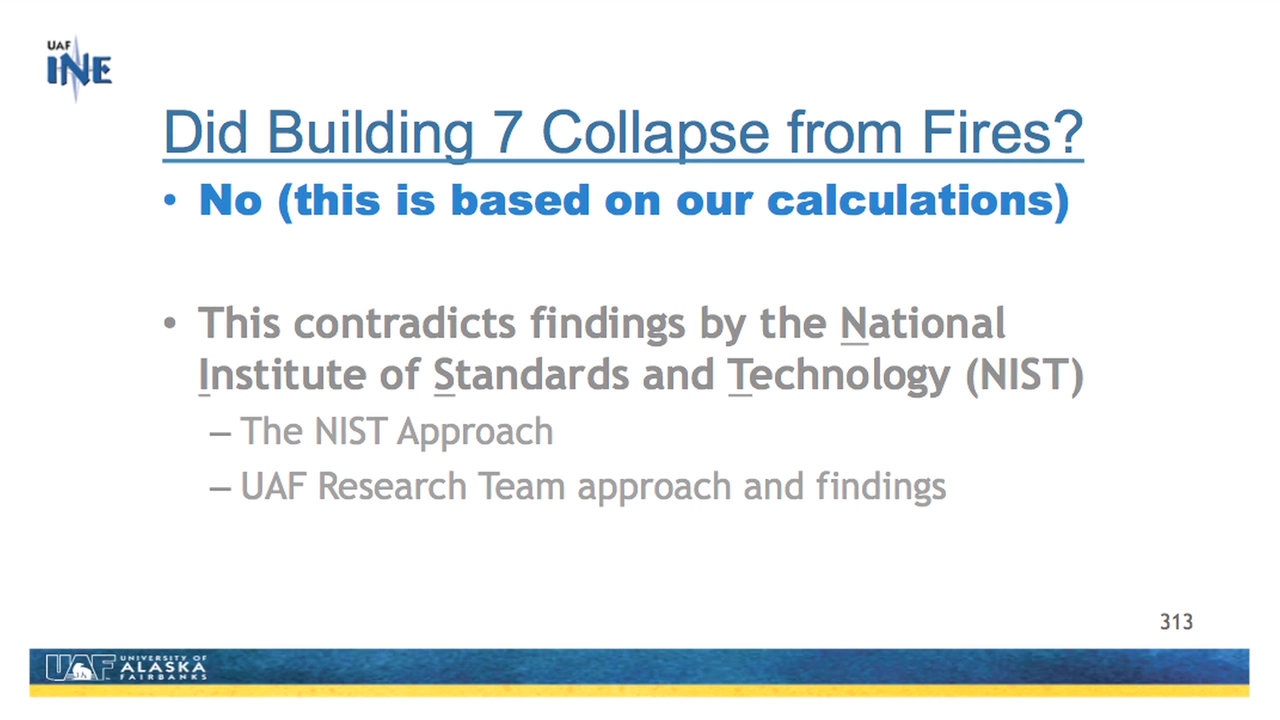 UAF
INE
Did Building 7 Collapse from Fires?
• No (this is based on our calculations)
• This contradicts findings by the National
Institute of Standards and Technology (NIST)
– The NIST Approach
– UAF Research Team approach and findings
313
UAF UNIVERSITY OF
ALASKA
FAIRBANKS